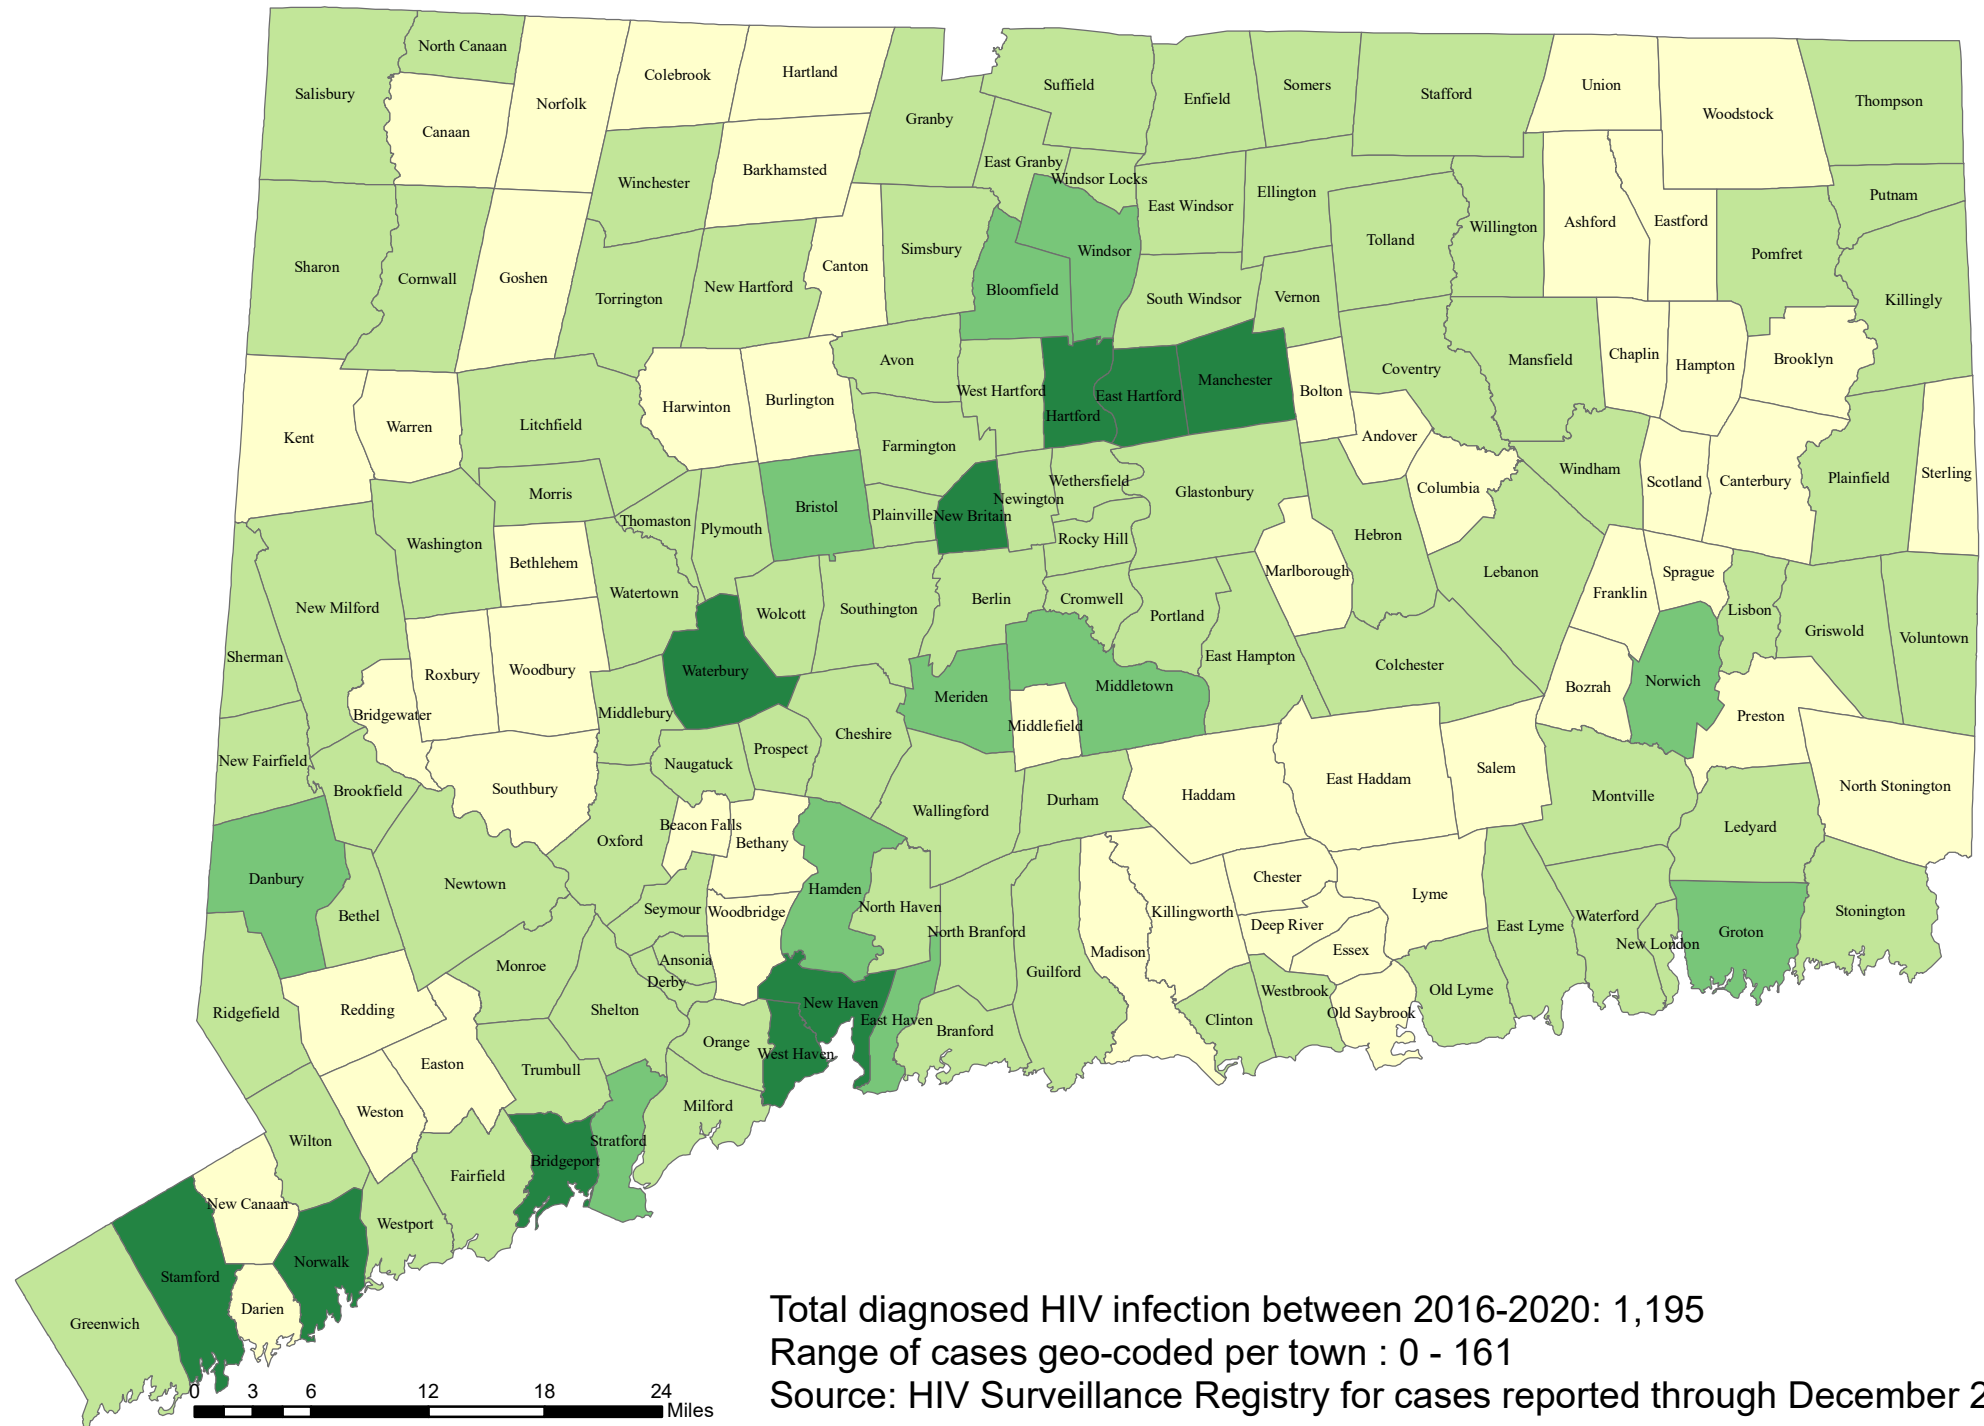 North Canaan
Colebrook
Hartland
Salisbury
Canaan
Norfolk
Granby
Suffield
Enfield
Somers
Stafford
Union
Woodstock
Thompson
Winchester
Barkhamsted
East Granby
Windsor Locks
East Windsor
Ellington
Tolland
Willington
Ashford
Eastford
Putnam
Sharon
Cornwall
Goshen
Torrington
New Hartford
Canton
Simsbury
Bloomfield
Windsor
South Windsor
Vernon
Pomfret
Killingly
Kent
Warren
Litchfield
Harwinton
Burlington
Avon
West Hartford
Hartford
East Hartford
Manchester
Bolton
Coventry
Mansfield
Chaplin
Hampton
Brooklyn
Farmington
Andover
Columbia
Windham
Scotland
Canterbury
Plainfield
Sterling
Morris
Washington
Thomaston
Plymouth
Bristol
Plainville
New Britain
Newington
Wethersfield
Glastonbury
Rocky Hill
Hebron
Marlborough
Lebanon
Franklin
Sprague
Lisbon
Griswold
Voluntown
New Milford
Bethlehem
Watertown
Wolcott
Southington
Berlin
Cromwell
Portland
East Hampton
Colchester
Sherman
Roxbury
Woodbury
Waterbury
Meriden
Middletown
Bozrah
Norwich
Preston
Bridgewater
Middlebury
Middlefield
New Fairfield
Brookfield
Southbury
Naugatuck
Prospect
Cheshire
Wallingford
Durham
Haddam
East Haddam
Salem
Montville
North Stonington
Ledyard
Danbury
Bethel
Newtown
Oxford
Beacon Falls
Bethany
Hamden
North Haven
Chester
Lyme
Seymour
Woodbridge
North Branford
Killingworth
Deep River
Essex
East Lyme
Waterford
New London
Groton
Stonington
Monroe
Ansonia
Derby
Guilford
Madison
Ridgefield
Redding
Shelton
New Haven
East Haven
Branford
Clinton
Westbrook
Old Saybrook
Old Lyme
Easton
Trumbull
Orange
West Haven
Weston
Milford
Wilton
Fairfield
Bridgeport
Stratford
New Canaan
Westport
Stamford
Norwalk
Darien
Greenwich
Total diagnosed HIV infection between 2016-2020: 1,195
Range of cases geo-coded per town : 0 - 161
Source: HIV Surveillance Registry for cases reported through December 2
0 3 6 12 18 24
Miles